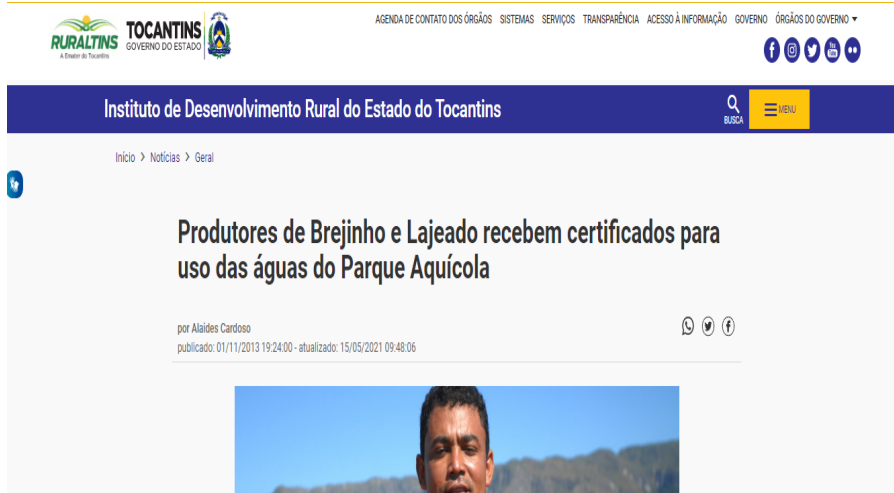 RURALTINS
A Emater do Tocantins
TOCANTINS
GOVERNO DO ESTADO
AGENDA DE CONTATO DOS ÓRGÃOS SISTEMAS SERVIÇOS TRANSPARÊNCIA ACESSO À INFORMAÇÃO GOVERNO ÓRGÃOS DO GOVERNO
You Tube
Instituto de Desenvolvimento Rural do Estado do Tocantins
BUSCA
MENU
Início > Notícias > Geral
Produtores de Brejinho e Lajeado recebem certificados para
uso das águas do Parque Aquícola
por Alaides Cardoso
publicado: 01/11/2013 19:24:00 - atualizado: 15/05/2021 09:48:06